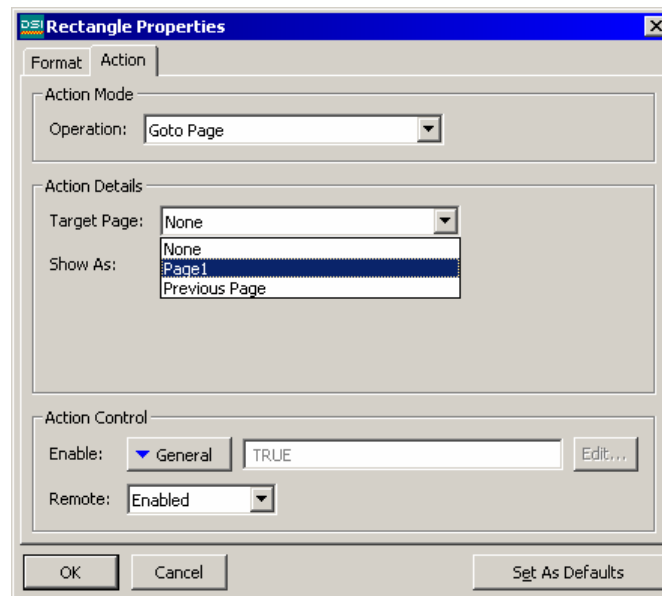 DSI Rectangle Properties
Format Action
Action Mode
Operation: Goto Page
Action Details
Target Page: None
None
Show As: Page1
Previous Page
Action Control
Enable: General TRUE Edit...
Remote: Enabled
OK Cancel Set As Defaults